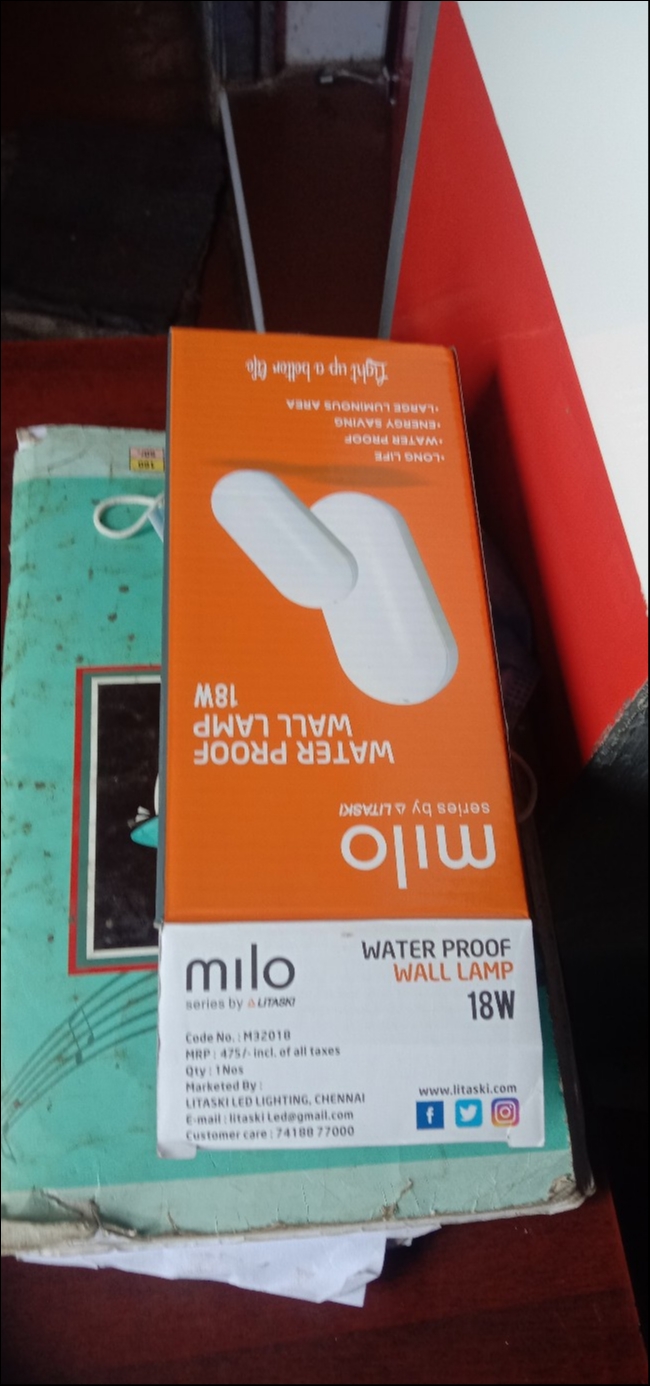 Light up a better life
•LARGE LUMINOUS AREA
•ENERGY SAVING
•WATER PROOF
•LONG LIFE
18W
WALL LAMP
WATER PROOF
series by LITASKI
milo
milo
series by LITASKI
WATER PROOF
WALL LAMP
18W
Code No. : M32018
MRP : 475/- incl. of all taxes
Qty : 1Nos
Marketed By :
LITASKI LED LIGHTING, CHENNAI
E-mail : litaski Led@gmail.com
Customer care : 74188 77000
www.litaski.com